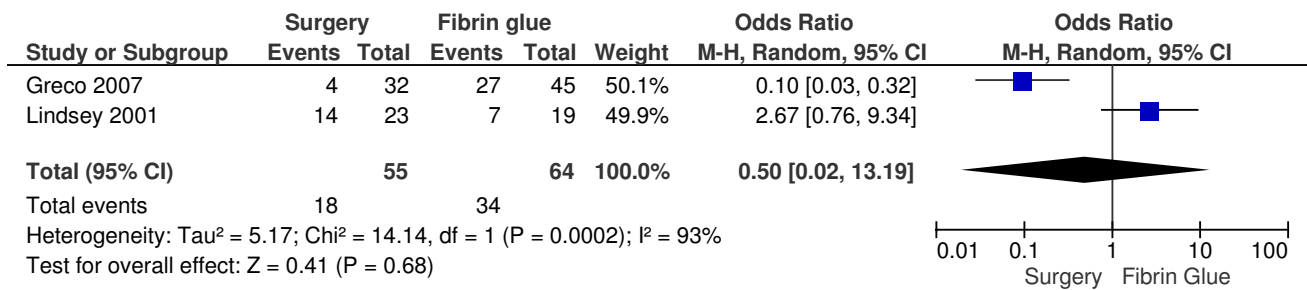 Surgery Fibrin glue Odds Ratio Odds Ratio
Study or Subgroup Events Total Events Total Weight M-H, Random, 95% CI M-H, Random, 95% CI
Greco 2007 4 32 27 45 50.1% 0.10 [0.03, 0.32]
Lindsey 2001 14 23 7 19 49.9% 2.67 [0.76, 9.34]
Total (95% CI) 55 64 100.0% 0.50 [0.02, 13.19]
Total events 18 34
Heterogeneity: Tau² = 5.17; Chi² = 14.14, df = 1 (P = 0.0002); I² = 93%
Test for overall effect: Z = 0.41 (P = 0.68)
0.01 0.1 1 10 100
Surgery Fibrin Glue